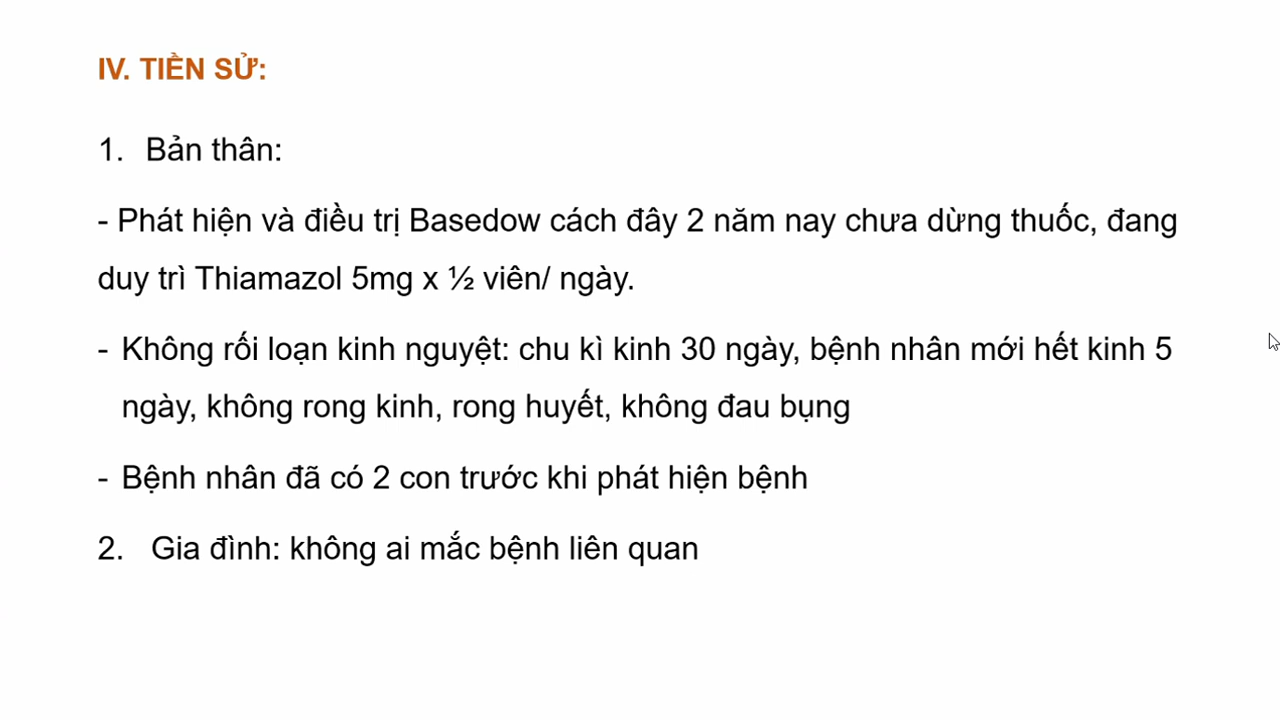 IV. TIỀN SỬ:
1. Bản thân:
- Phát hiện và điều trị Basedow cách đây 2 năm nay chưa dừng thuốc, đang
duy trì Thiamazol 5mg x ½ viên/ ngày.
- Không rối loạn kinh nguyệt: chu kì kinh 30 ngày, bệnh nhân mới hết kinh 5
ngày, không rong kinh, rong huyết, không đau bụng
- Bệnh nhân đã có 2 con trước khi phát hiện bệnh
2. Gia đình: không ai mắc bệnh liên quan